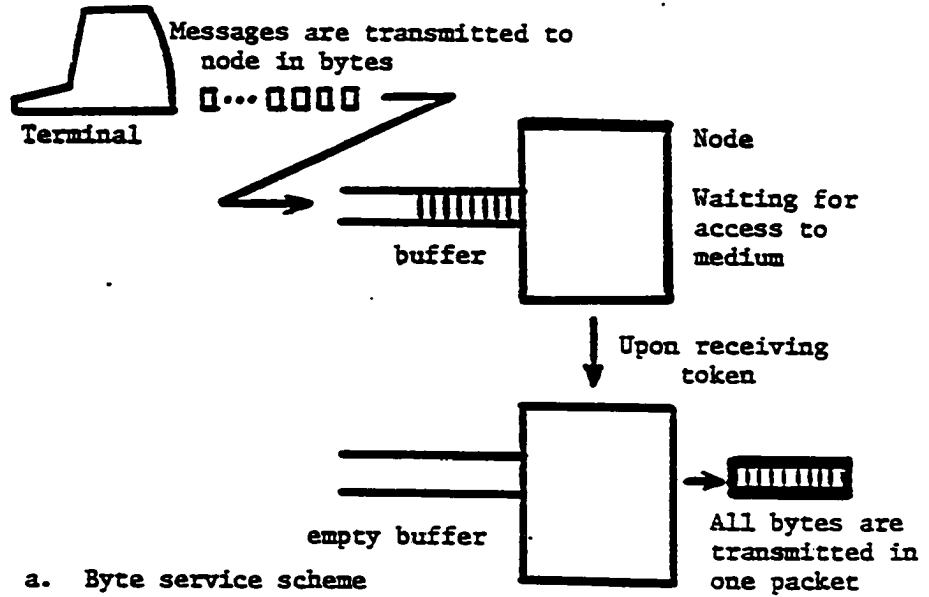 Messages are transmitted to
node in bytes
Terminal
Node
Waiting for
access to
medium
buffer
Upon receiving
token
empty buffer
All bytes are
transmitted in
one packet
a. Byte service scheme